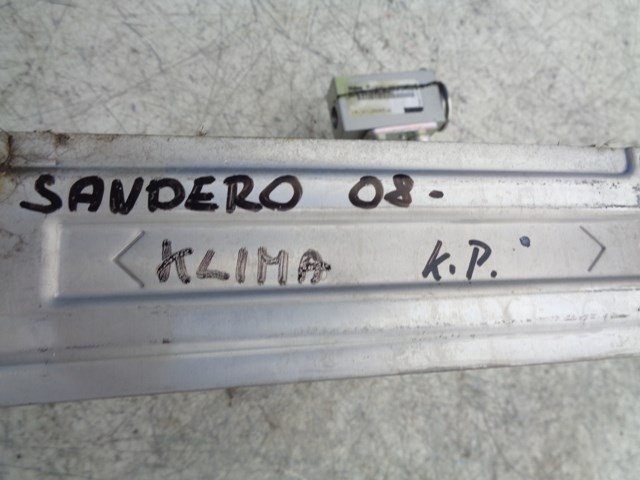 SANDERO 08-
KLIMA K.P.